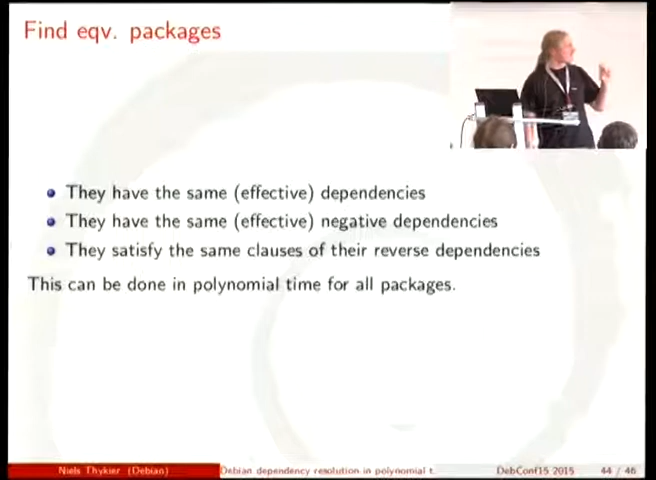 Find eqv. packages
They have the same (effective) dependencies
They have the same (effective) negative dependencies
They satisfy the same clauses of their reverse dependencies
This can be done in polynomial time for all packages.
Niels Thykier (Debian) Debian dependency resolution in polynomial t. DebConf15 2015 44 / 46